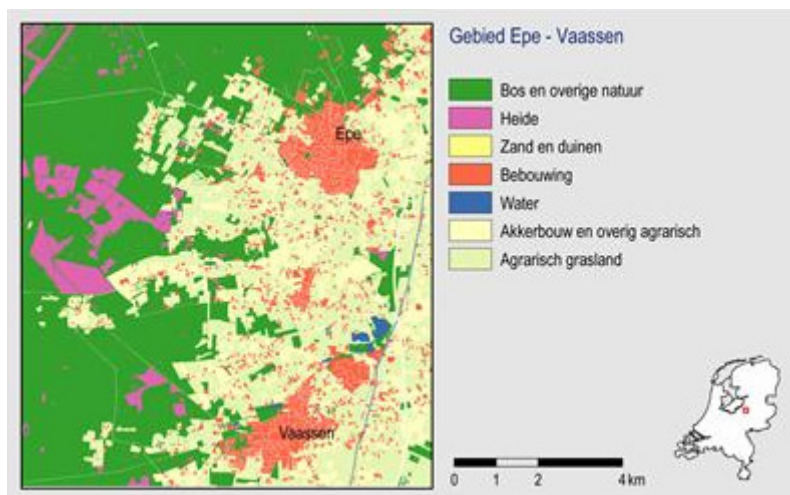 Gebied Epe - Vaassen
Bos en overige natuur
Heide
Zand en duinen
Bebouwing
Water
Akkerbouw en overig agrarisch
Agrarisch grasland
Epe
Vaassen
0 1 2 4 km